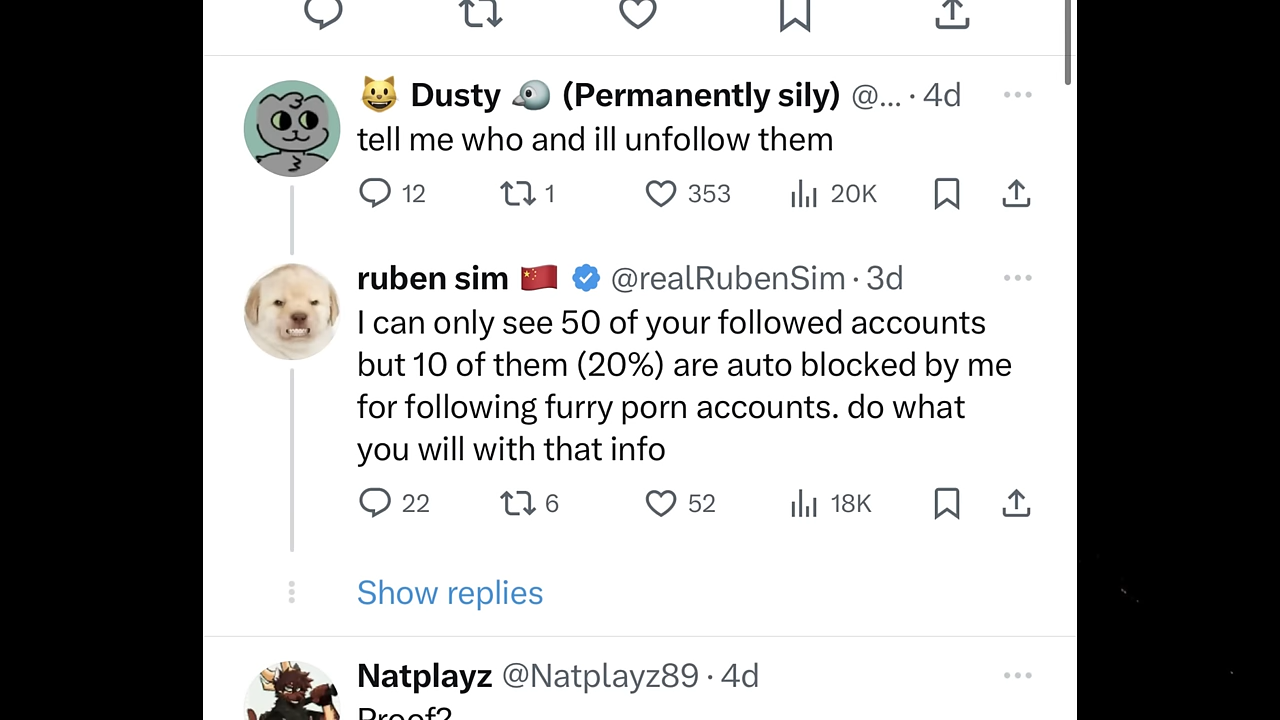 😺 Dusty 🐦 (Permanently sily) @... · 4d
tell me who and ill unfollow them
12 1 353 20K
ruben sim 🇨🇳 @realRubenSim · 3d
I can only see 50 of your followed accounts
but 10 of them (20%) are auto blocked by me
for following furry porn accounts. do what
you will with that info
22 6 52 18K
Show replies
Natplayz @Natplayz89 · 4d
Proof?